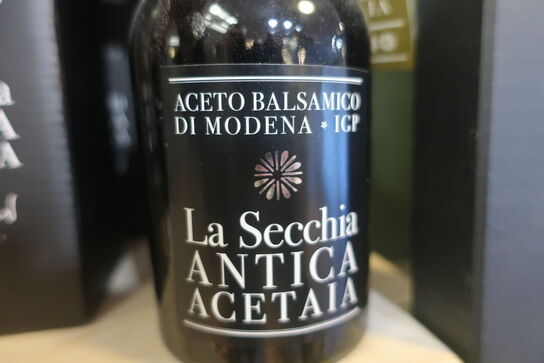 ACETO BALSAMICO
DI MODENA * IGP
La Secchia
ANTICA
ACETAIA